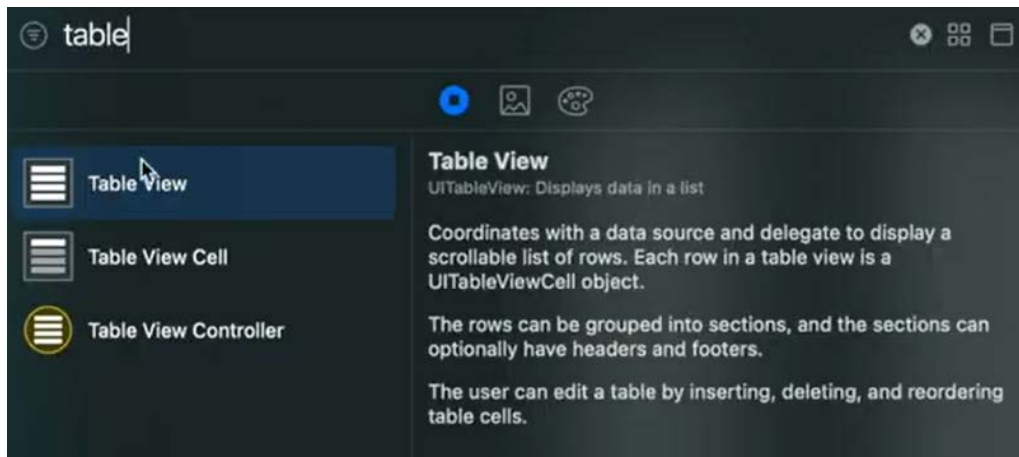 table
Table View
Table View Cell
Table View Controller
Table View
UITableView: Displays data in a list
Coordinates with a data source and delegate to display a
scrollable list of rows. Each row in a table view is a
UITableViewCell object.
The rows can be grouped into sections, and the sections can
optionally have headers and footers.
The user can edit a table by inserting, deleting, and reordering
table cells.